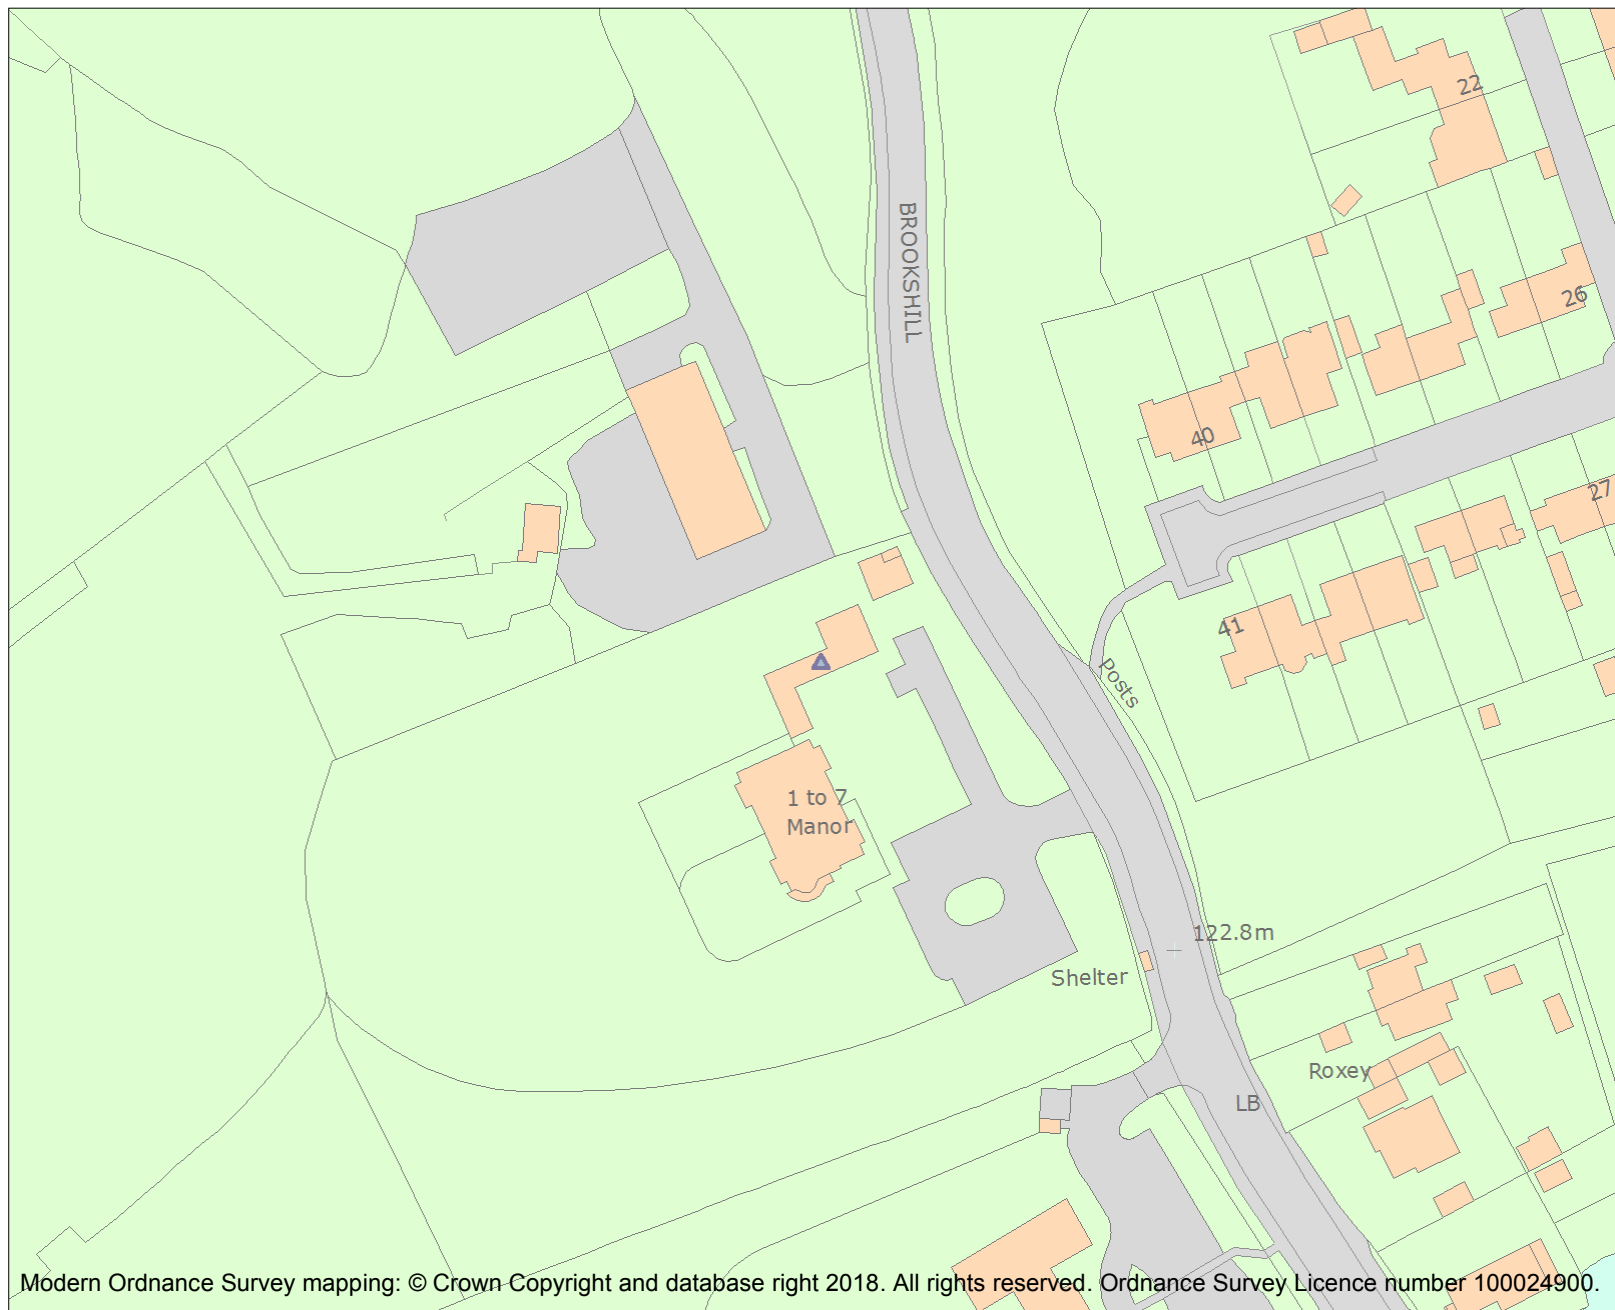 22
BROOKSHILL
26
40
27
41
Posts
1 to 7
Manor
122.8m
Shelter
Roxey
LB
Modern Ordnance Survey mapping: © Crown Copyright and database right 2018. All rights reserved. Ordnance Survey Licence number 100024900.